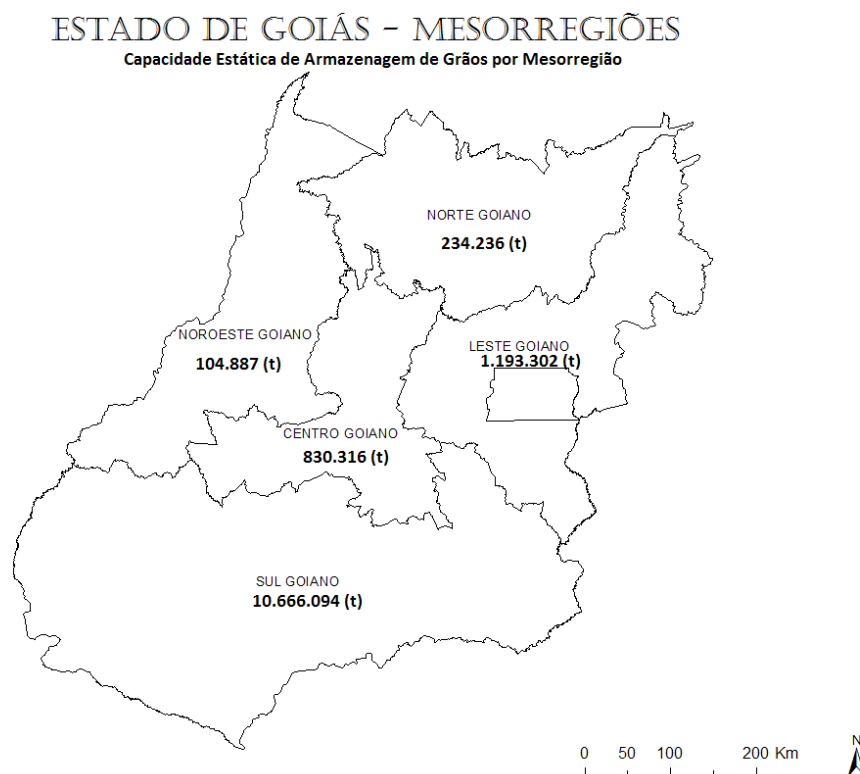 ESTADO DE GOIÁS - MESORREGIÕES
Capacidade Estática de Armazenagem de Grãos por Mesorregião
NORTE GOIANO
234.236 (t)
NOROESTE GOIANO
104.887 (t)
LESTE GOIANO
1.193.302 (t)
CENTRO GOIANO
830.316 (t)
SUL GOIANO
10.666.094 (t)
0 50 100 200 Km
N